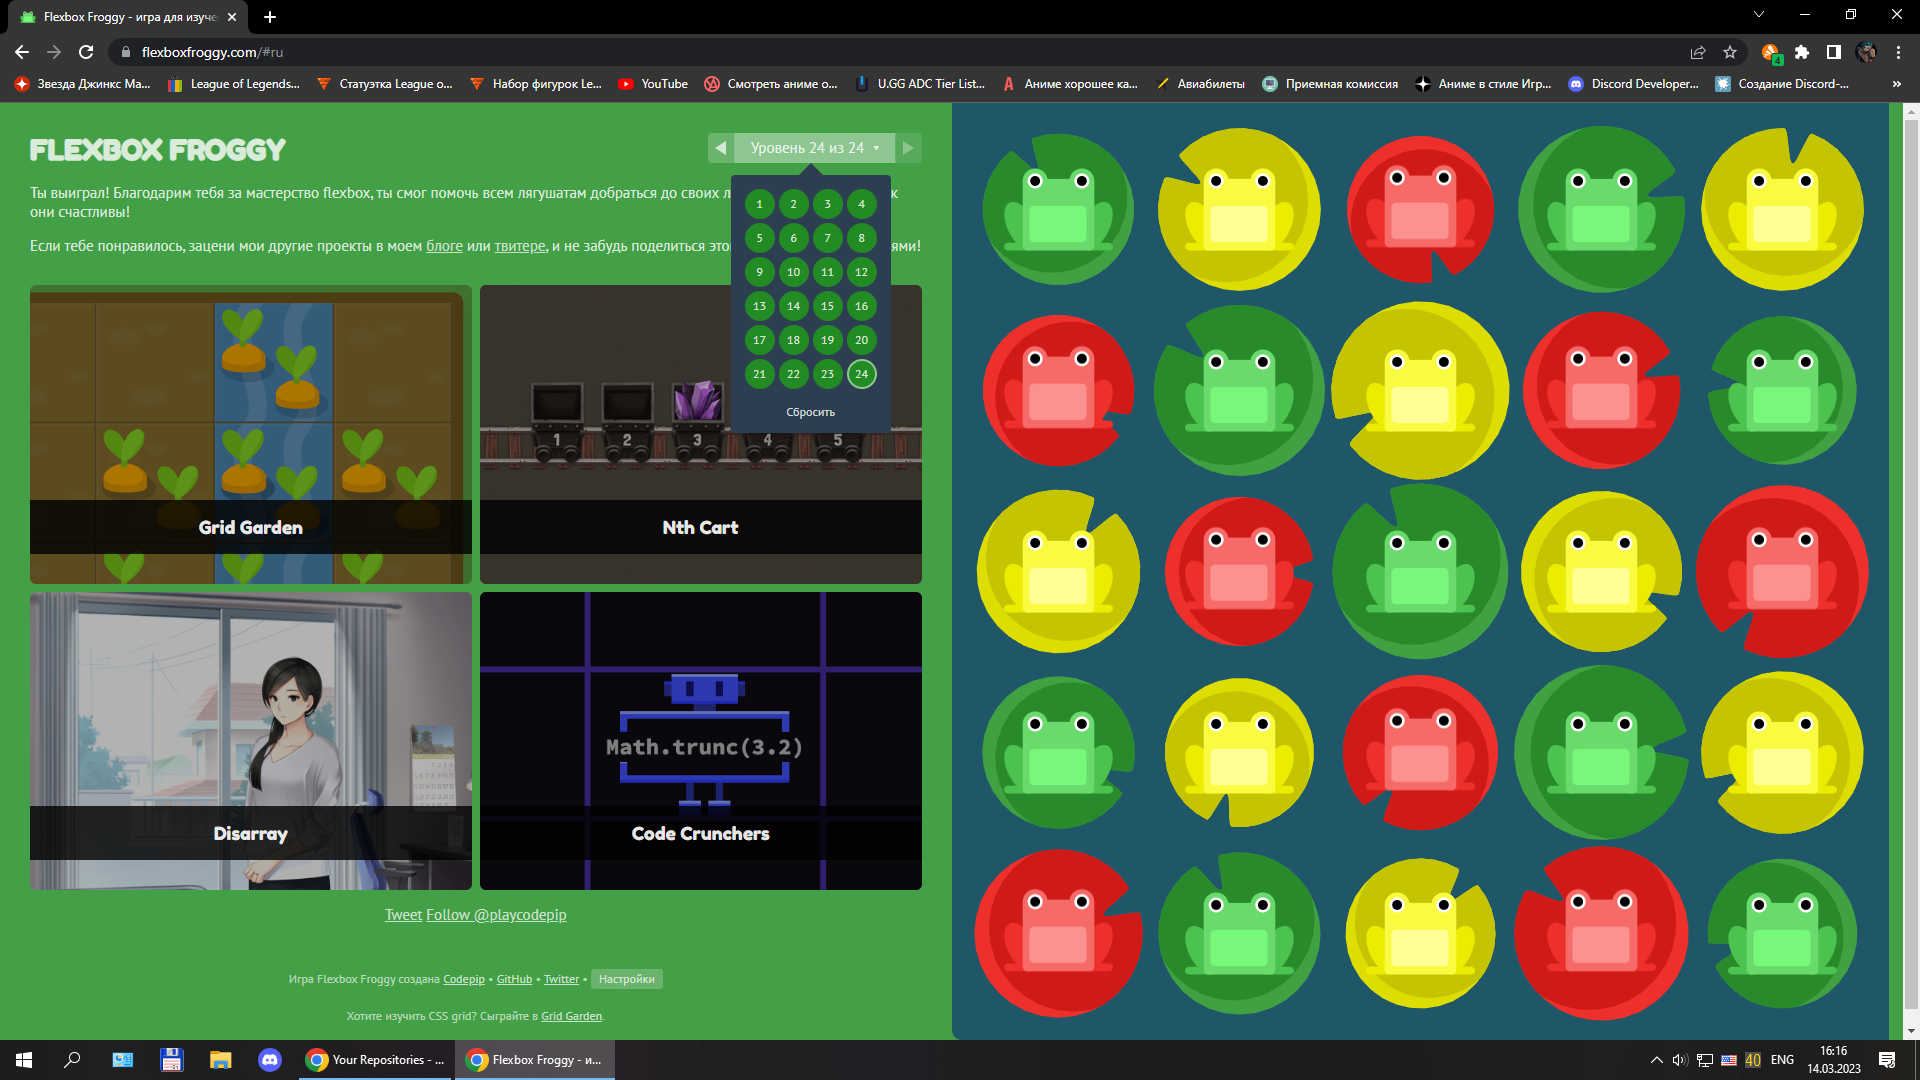 Flexbox Froggy - игра для изуче
flexboxfroggy.com/#ru
4
Звезда Джинкс Ма...
League of Legends...
Статуэтка League o...
Набор фигурок Le...
YouTube
Смотреть аниме о...
U.GG ADC Tier List...
Аниме хорошее ка...
Авиабилеты
Приемная комиссия
Аниме в стиле Игр...
Discord Developer...
Создание Discord-...
FLEXBOX FROGGY
Уровень 24 из 24
Ты выиграл! Благодарим тебя за мастерство flexbox, ты смог помочь всем лягушатам добраться до своих л
они счастливы!
Если тебе понравилось, зацени мои другие проекты в моем блоге или твитере, и не забудь поделиться это
ями!
1 2 3 4
5 6 7 8
9 10 11 12
13 14 15 16
17 18 19 20
21 22 23 24
Сбросить
1 2 3 4 5
Grid Garden
Nth Cart
Math.trunc(3.2)
Disarray
Code Crunchers
Tweet Follow @playcodepip
Игра Flexbox Froggy создана Codepip • GitHub • Twitter • Настройки
Хотите изучить CSS grid? Сыграйте в Grid Garden.
Your Repositories - ...
Flexbox Froggy - и...
40
ENG
16:16
14.03.2023